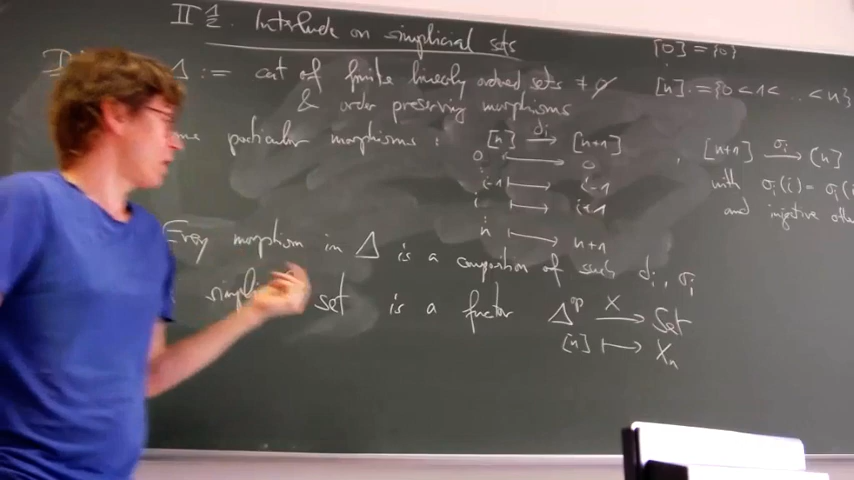 II ½. Interlude on simplicial sets
Δ := cat of finite linearly ordered sets ≠ ∅
& order preserving morphisms
[0] = {0}
[n] = {0 < 1 < ... < n}
particular morphisms : [n] —d_i→ [n+1] , [n+1] —σ_i→ [n]
0 ↦ 0
i-1 ↦ i-1
i ↦ i+1
n ↦ n+1
with σ_i(i) = σ_i(
and injective
Every morphism in Δ is a compostion of such d_i, σ_i
set is a functor Δ^op —X→ Set
[n] ↦ X_n